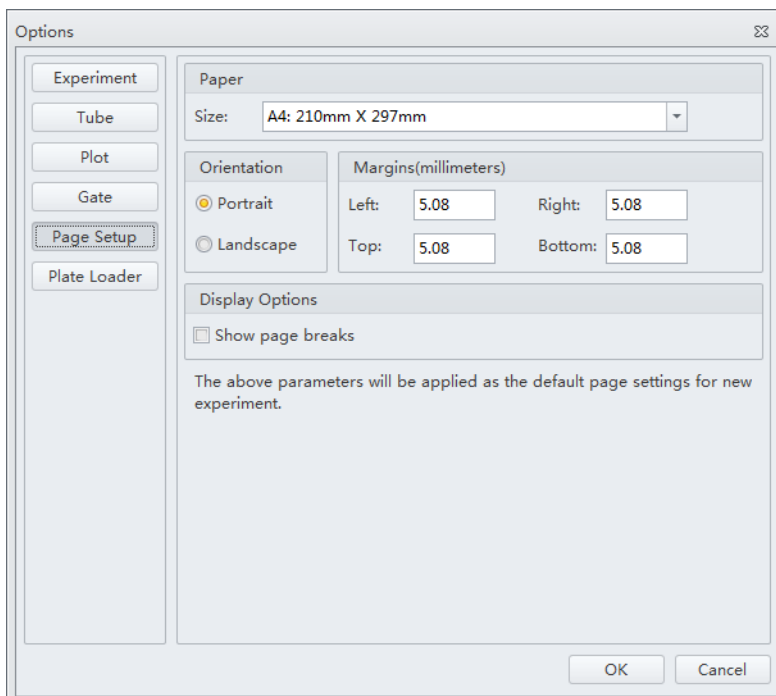 Options
Experiment
Tube
Plot
Gate
Page Setup
Plate Loader
Paper
Size: A4: 210mm X 297mm
Orientation
Portrait
Landscape
Margins(millimeters)
Left: 5.08 Right: 5.08
Top: 5.08 Bottom: 5.08
Display Options
Show page breaks
The above parameters will be applied as the default page settings for new
experiment.
OK Cancel